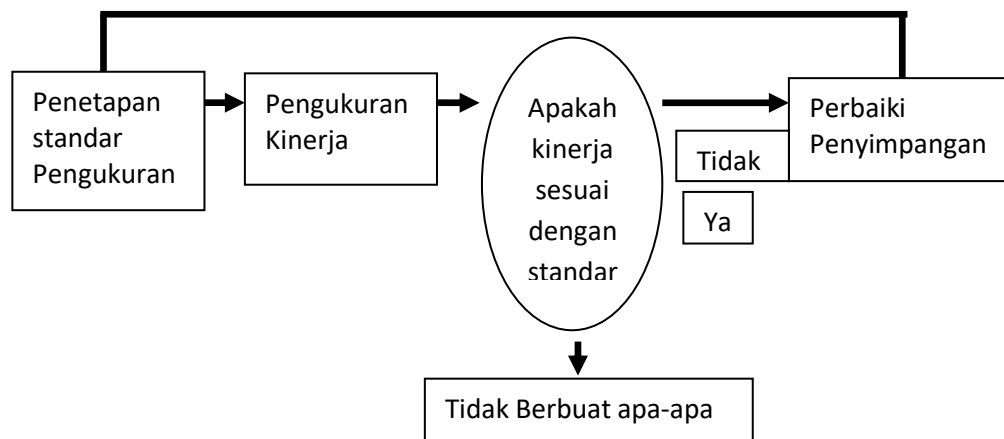 Penetapan
standar
Pengukuran
Pengukuran
Kinerja
Apakah
kinerja
sesuai
dengan
standar
Tidak
Ya
Perbaiki
Penyimpangan
Tidak Berbuat apa-apa